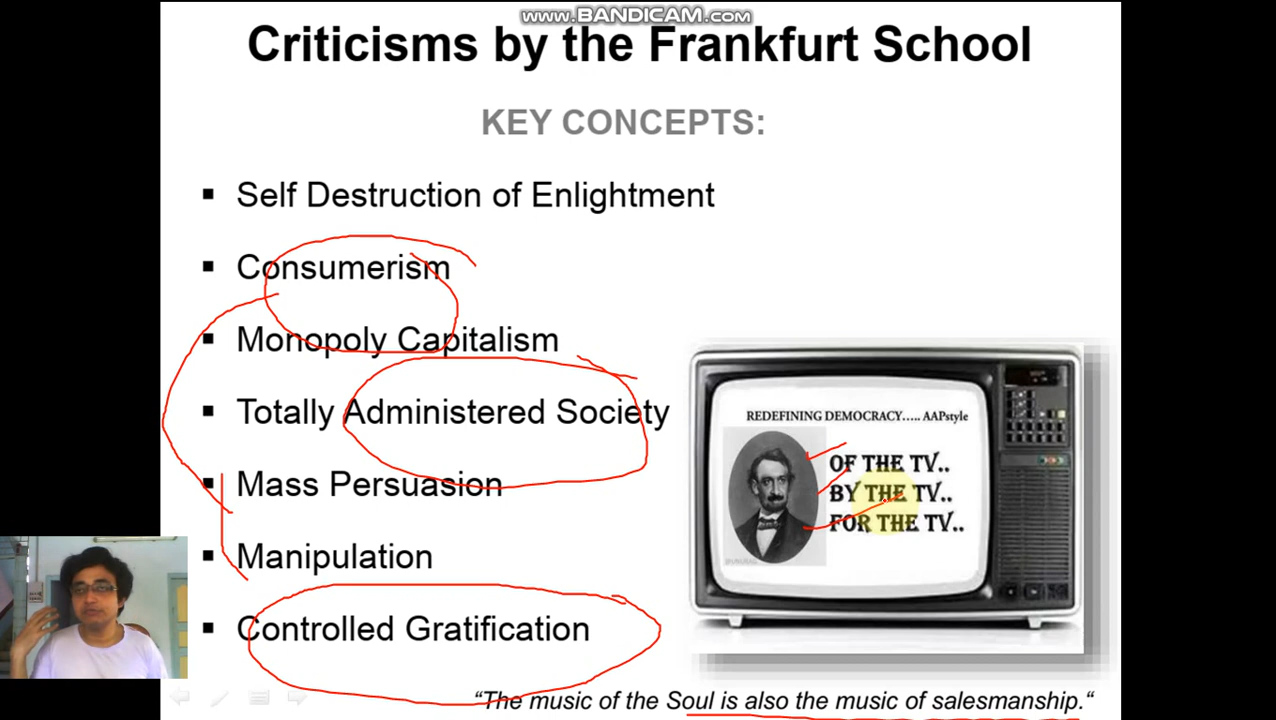 www.BANDICAM.com
Criticisms by the Frankfurt School
KEY CONCEPTS:
Self Destruction of Enlightment
Consumerism
Monopoly Capitalism
Totally Administered Society
Mass Persuasion
Manipulation
Controlled Gratification
REDEFINING DEMOCRACY..... AAPstyle
OF THE TV..
BY THE TV..
FOR THE TV..
“The music of the Soul is also the music of salesmanship.“